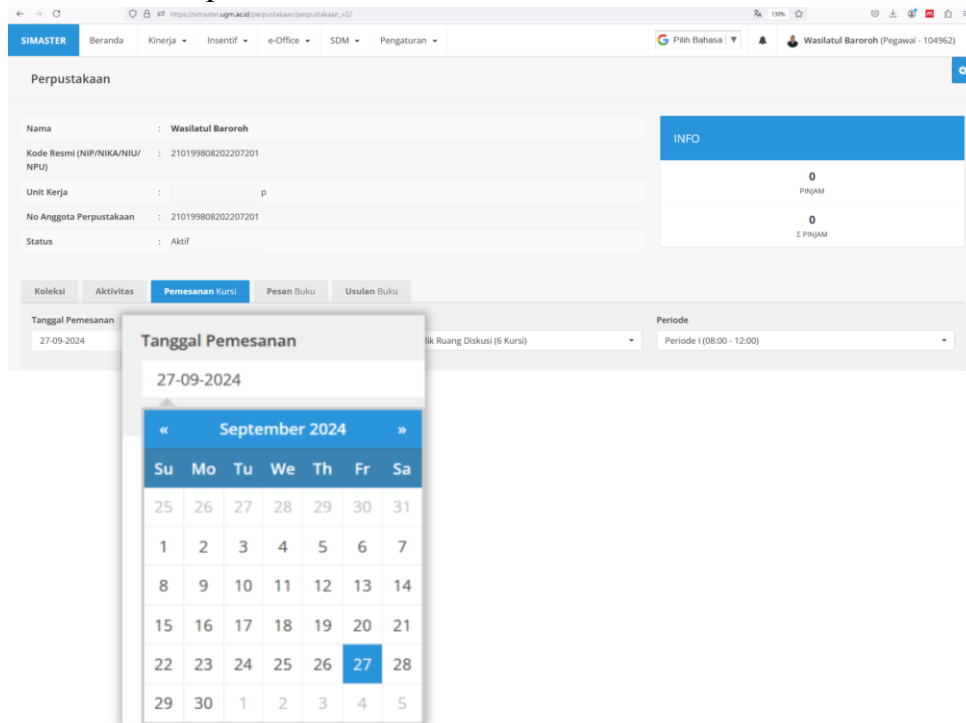 https://simaster.ugm.ac.id/perpustakaan/perpustakaan_v2/ 130%
SIMASTER Beranda Kinerja Insentif e-Office SDM Pengaturan G Pilih Bahasa ▼ Wasilatul Baroroh (Pegawai - 104962)
Perpustakaan
Nama : Wasilatul Baroroh
Kode Resmi (NIP/NIKA/NIU/ : 210199808202207201
NPU)
Unit Kerja : p
No Anggota Perpustakaan : 210199808202207201
Status : Aktif
INFO
0
PINJAM
0
Σ PINJAM
Koleksi Aktivitas Pemesanan Kursi Pesan Buku Usulan Buku
Tanggal Pemesanan Periode
27-09-2024 lik Ruang Diskusi (6 Kursi) Periode I (08:00 - 12:00)
Tanggal Pemesanan
27-09-2024
« September 2024 »
Su Mo Tu We Th Fr Sa
25 26 27 28 29 30 31
1 2 3 4 5 6 7
8 9 10 11 12 13 14
15 16 17 18 19 20 21
22 23 24 25 26 27 28
29 30 1 2 3 4 5